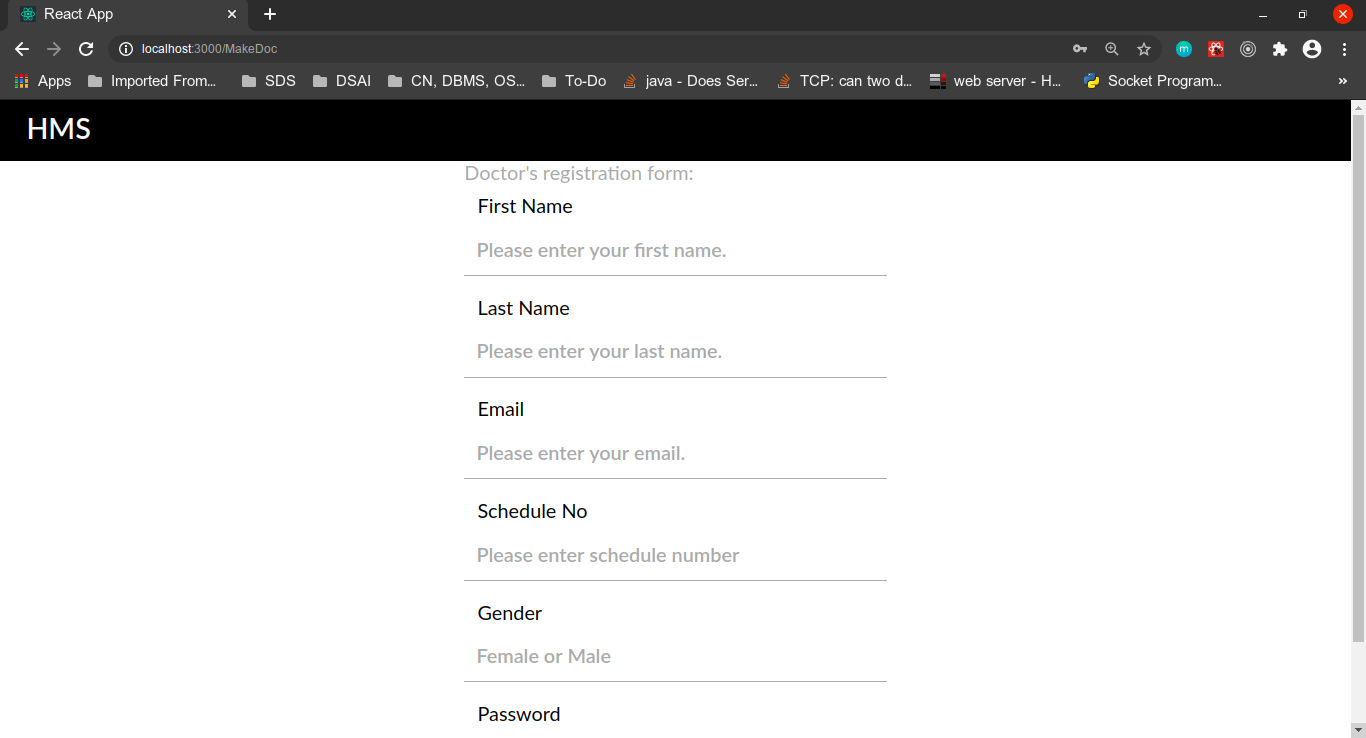 React App
localhost:3000/MakeDoc
m
Apps Imported From... SDS DSAI CN, DBMS, OS... To-Do java - Does Ser... TCP: can two d... web server - H... Socket Program... »
HMS
Doctor's registration form:
First Name
Please enter your first name.
Last Name
Please enter your last name.
Email
Please enter your email.
Schedule No
Please enter schedule number
Gender
Female or Male
Password